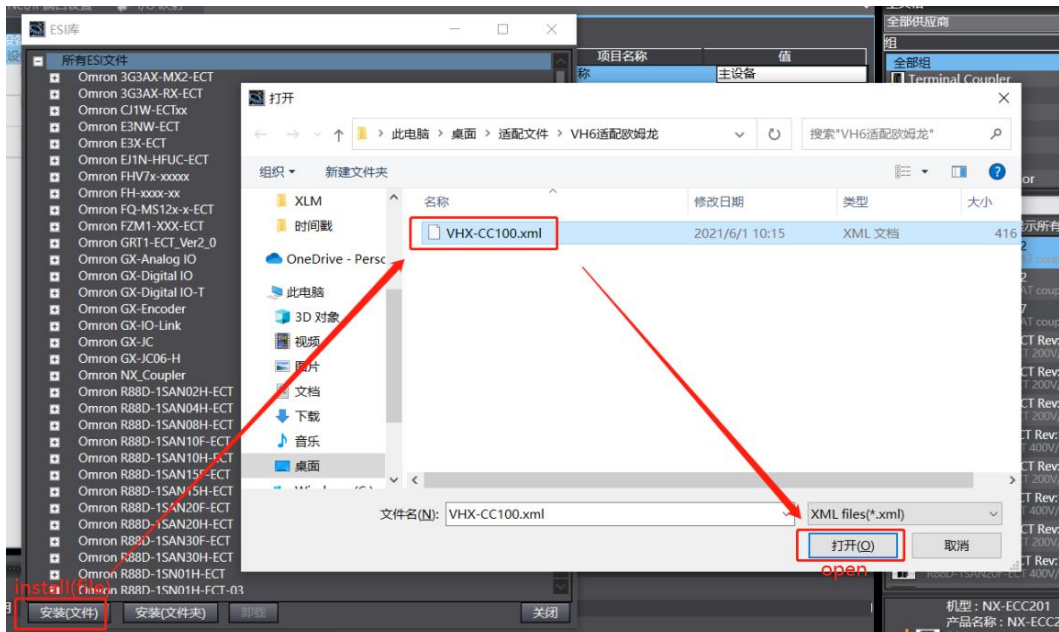 ESI库
所有ESI文件
Omron 3G3AX-MX2-ECT
Omron 3G3AX-RX-ECT
Omron CJ1W-ECTxx
Omron E3NW-ECT
Omron E3X-ECT
Omron EJ1N-HFUC-ECT
Omron FHV7x-xxxxx
Omron FH-xxxx-xx
Omron FQ-MS12x-x-ECT
Omron FZM1-XXX-ECT
Omron GRT1-ECT_Ver2_0
Omron GX-Analog IO
Omron GX-Digital IO
Omron GX-Digital IO-T
Omron GX-Encoder
Omron GX-IO-Link
Omron GX-JC
Omron GX-JC06-H
Omron NX_Coupler
Omron R88D-1SAN02H-ECT
Omron R88D-1SAN04H-ECT
Omron R88D-1SAN08H-ECT
Omron R88D-1SAN10F-ECT
Omron R88D-1SAN10H-ECT
Omron R88D-1SAN15F-ECT
Omron R88D-1SAN15H-ECT
Omron R88D-1SAN20F-ECT
Omron R88D-1SAN20H-ECT
Omron R88D-1SAN30F-ECT
Omron R88D-1SAN30H-ECT
Omron R88D-1SN01H-ECT
Omron R88D-1SN01H-ECT-03
install(file)
安装(文件)
安装(文件夹)
卸载
关闭
项目名称
值
主设备
打开
此电脑 › 桌面 › 适配文件 › VH6适配欧姆龙
搜索"VH6适配欧姆龙"
组织
新建文件夹
XLM
时间戳
OneDrive - Persc
此电脑
3D 对象
视频
图片
文档
下载
音乐
桌面
名称
修改日期
类型
大小
VHX-CC100.xml
2021/6/1 10:15
XML 文档
416
文件名(N):
VHX-CC100.xml
XML files(*.xml)
打开(O)
取消
open
全部供应商
组
全部组
Terminal Coupler
机型 : NX-ECC201
产品名称 : NX-ECC2